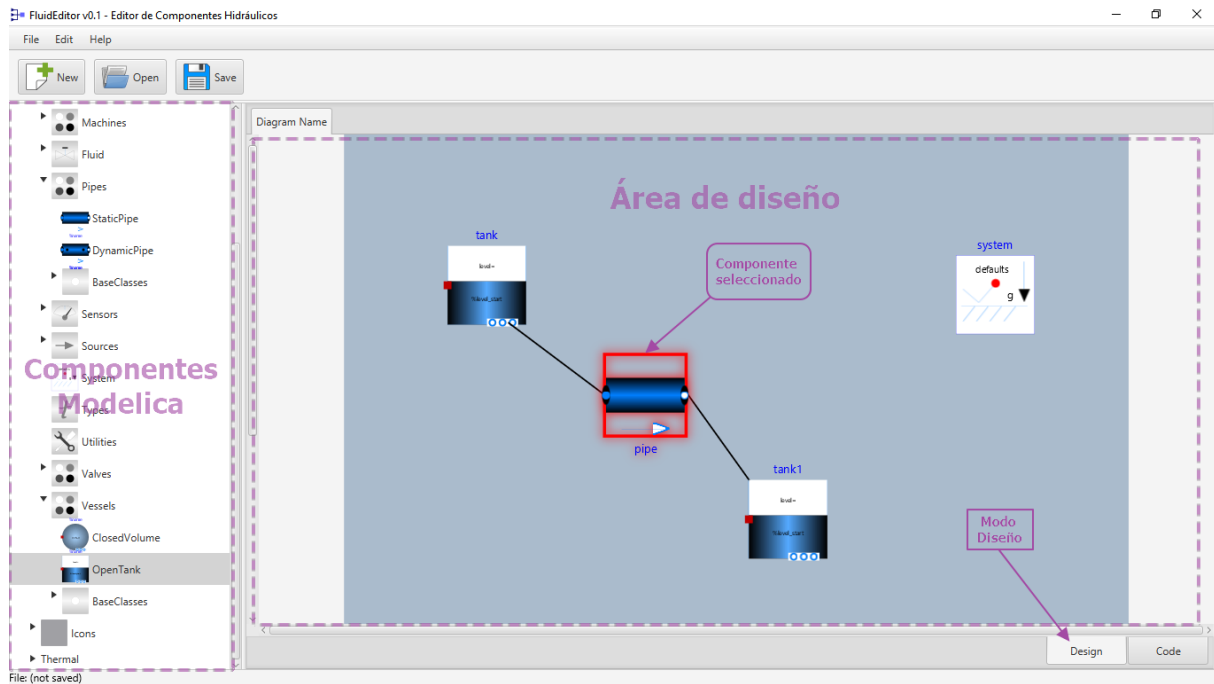 FluidEditor v0.1 - Editor de Componentes Hidráulicos
File Edit Help
New Open Save
Machines
Fluid
Pipes
StaticPipe
DynamicPipe
BaseClasses
Sensors
Sources
System
Types
Utilities
Valves
Vessels
ClosedVolume
OpenTank
BaseClasses
Icons
Thermal
Componentes
Modelica
Diagram Name
Área de diseño
tank
level=
%level_start
Componente
seleccionado
system
defaults
g
pipe
tank1
level=
%level_start
Modo
Diseño
Design Code
File: (not saved)